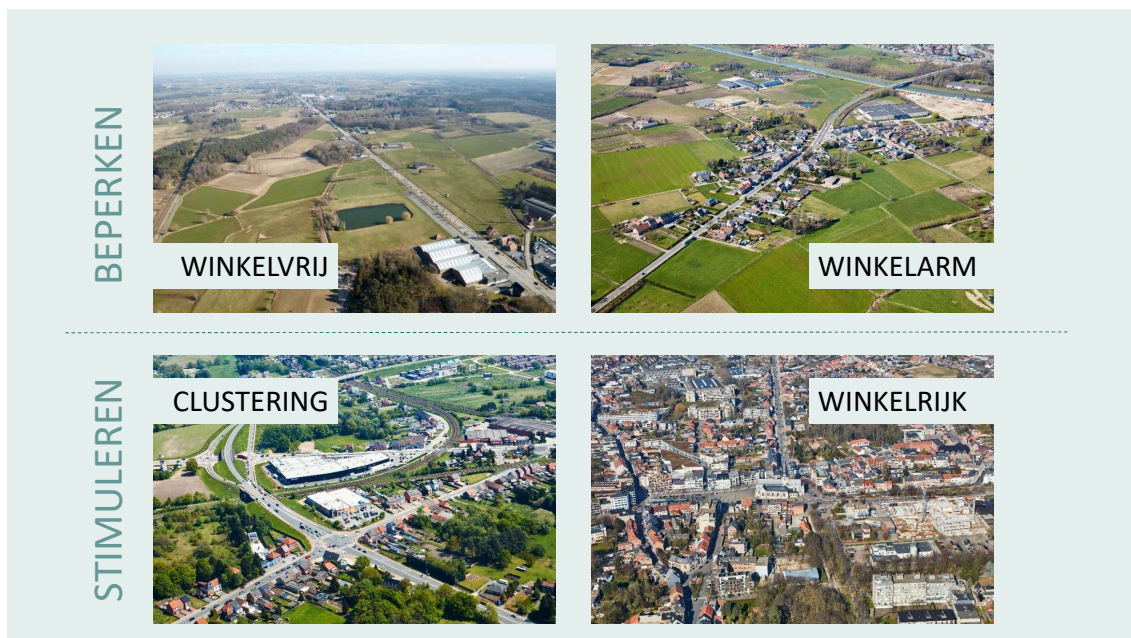 BEPERKEN
WINKELVRIJ
WINKELARM
STIMULEREN
CLUSTERING
WINKELRIJK